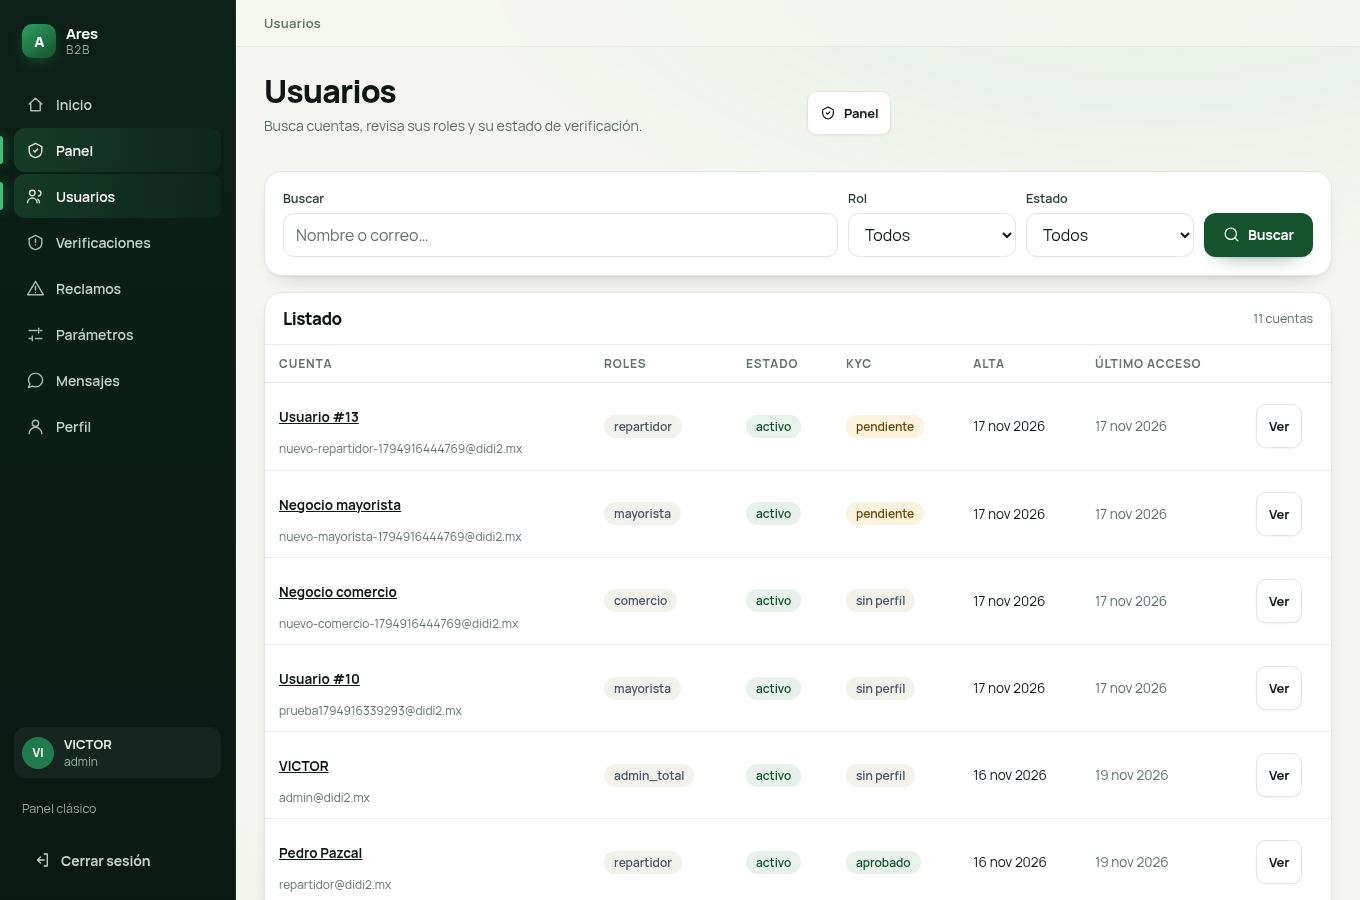 A
Ares
B2B
Inicio
Panel
Usuarios
Verificaciones
Reclamos
Parámetros
Mensajes
Perfil
VI
VICTOR
admin
Panel clásico
Cerrar sesión
Usuarios
Usuarios
Busca cuentas, revisa sus roles y su estado de verificación.
Panel
Buscar
Rol
Estado
Nombre o correo…
Todos
Todos
Buscar
Listado
11 cuentas
CUENTA ROLES ESTADO KYC ALTA ÚLTIMO ACCESO
Usuario #13
nuevo-repartidor-1794916444769@didi2.mx
repartidor activo pendiente 17 nov 2026 17 nov 2026 Ver
Negocio mayorista
nuevo-mayorista-1794916444769@didi2.mx
mayorista activo pendiente 17 nov 2026 17 nov 2026 Ver
Negocio comercio
nuevo-comercio-1794916444769@didi2.mx
comercio activo sin perfil 17 nov 2026 17 nov 2026 Ver
Usuario #10
prueba1794916339293@didi2.mx
mayorista activo sin perfil 17 nov 2026 17 nov 2026 Ver
VICTOR
admin@didi2.mx
admin_total activo sin perfil 16 nov 2026 19 nov 2026 Ver
Pedro Pazcal
repartidor@didi2.mx
repartidor activo aprobado 16 nov 2026 19 nov 2026 Ver